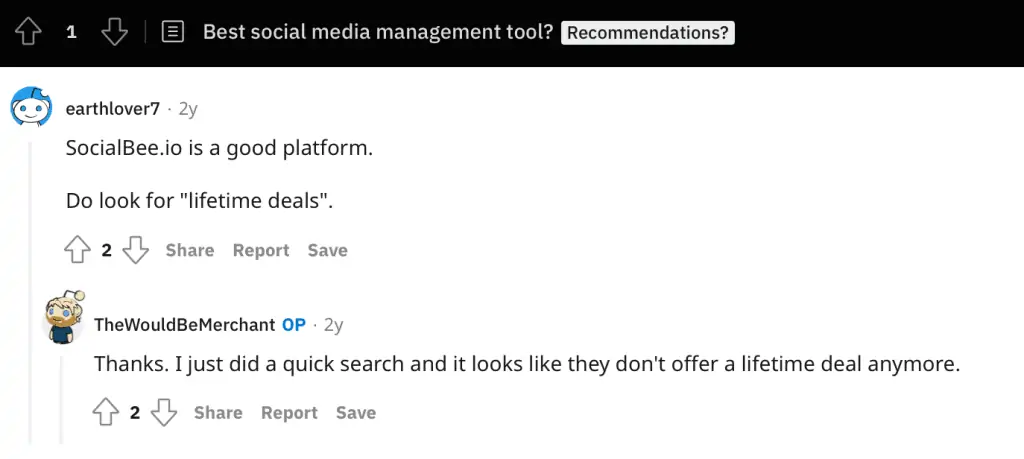 1 Best social media management tool? Recommendations?
earthlover7 · 2y
SocialBee.io is a good platform.
Do look for "lifetime deals".
2 Share Report Save
TheWouldBeMerchant OP · 2y
Thanks. I just did a quick search and it looks like they don't offer a lifetime deal anymore.
2 Share Report Save